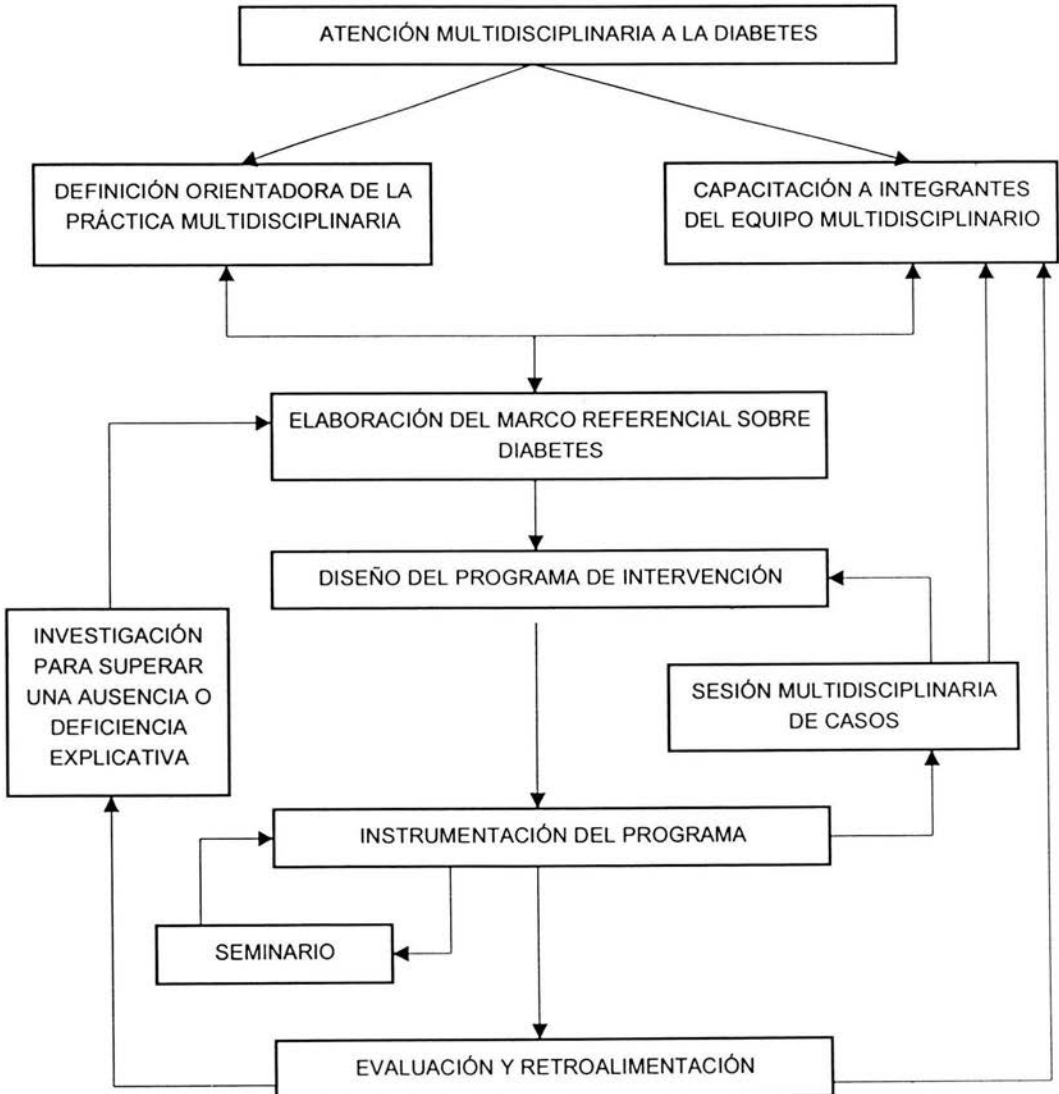 ATENCIÓN MULTIDISCIPLINARIA A LA DIABETES
DEFINICIÓN ORIENTADORA DE LA
PRÁCTICA MULTIDISCIPLINARIA
CAPACITACIÓN A INTEGRANTES
DEL EQUIPO MULTIDISCIPLINARIO
ELABORACIÓN DEL MARCO REFERENCIAL SOBRE
DIABETES
DISEÑO DEL PROGRAMA DE INTERVENCIÓN
INVESTIGACIÓN
PARA SUPERAR
UNA AUSENCIA O
DEFICIENCIA
EXPLICATIVA
SESIÓN MULTIDISCIPLINARIA
DE CASOS
INSTRUMENTACIÓN DEL PROGRAMA
SEMINARIO
EVALUACIÓN Y RETROALIMENTACIÓN